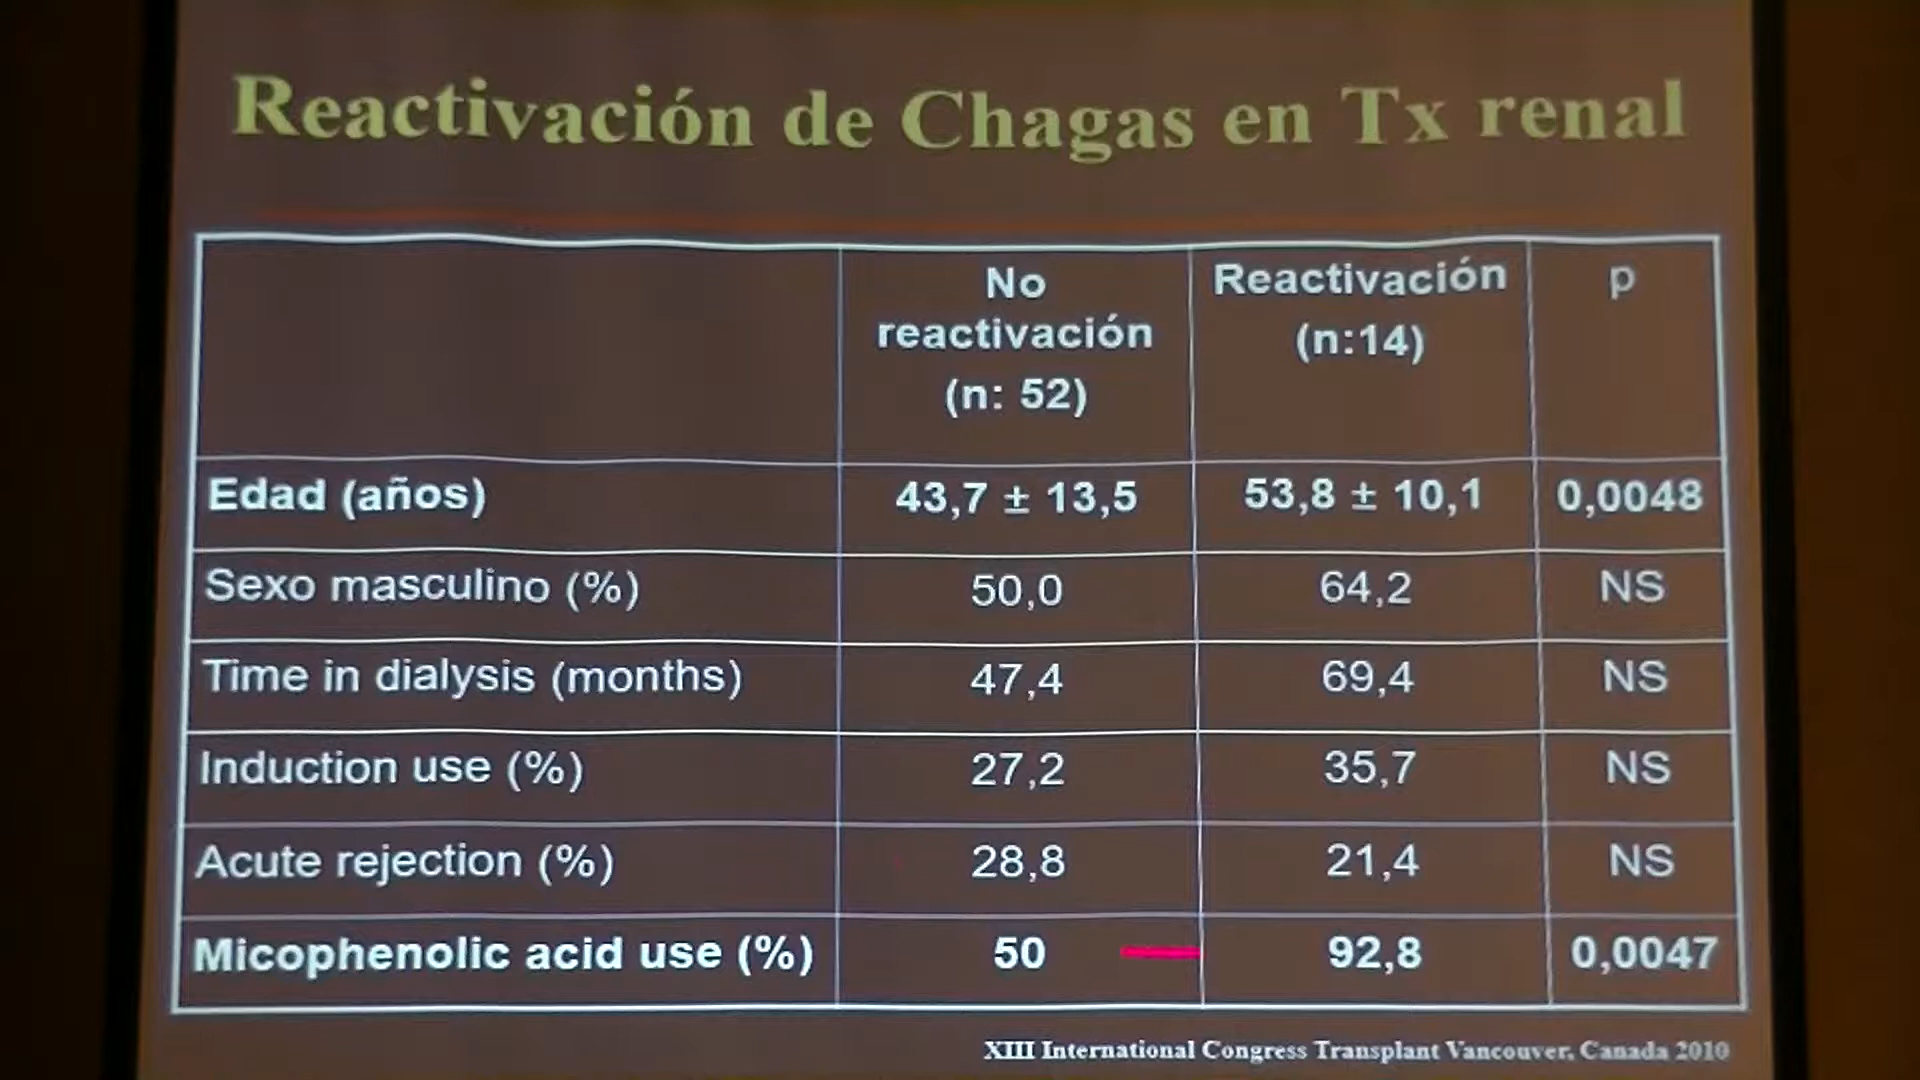 Reactivación de Chagas en Tx renal
No reactivación (n: 52) Reactivación (n:14) p
Edad (años) 43,7 ± 13,5 53,8 ± 10,1 0,0048
Sexo masculino (%) 50,0 64,2 NS
Time in dialysis (months) 47,4 69,4 NS
Induction use (%) 27,2 35,7 NS
Acute rejection (%) 28,8 21,4 NS
Micophenolic acid use (%) 50 92,8 0,0047
XIII International Congress Transplant Vancouver, Canada 2010